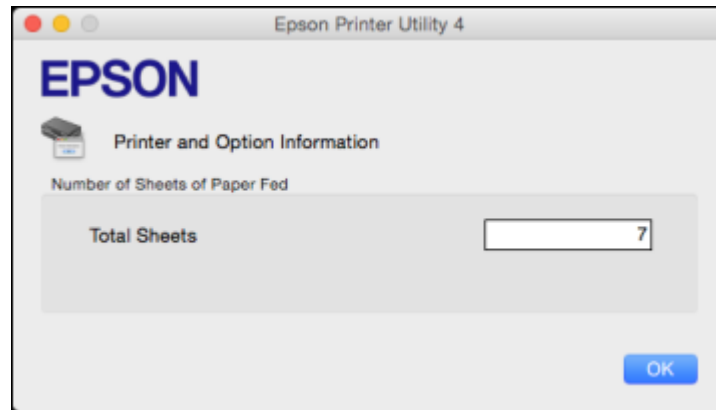 Epson Printer Utility 4
EPSON
Printer and Option Information
Number of Sheets of Paper Fed
Total Sheets 7
OK